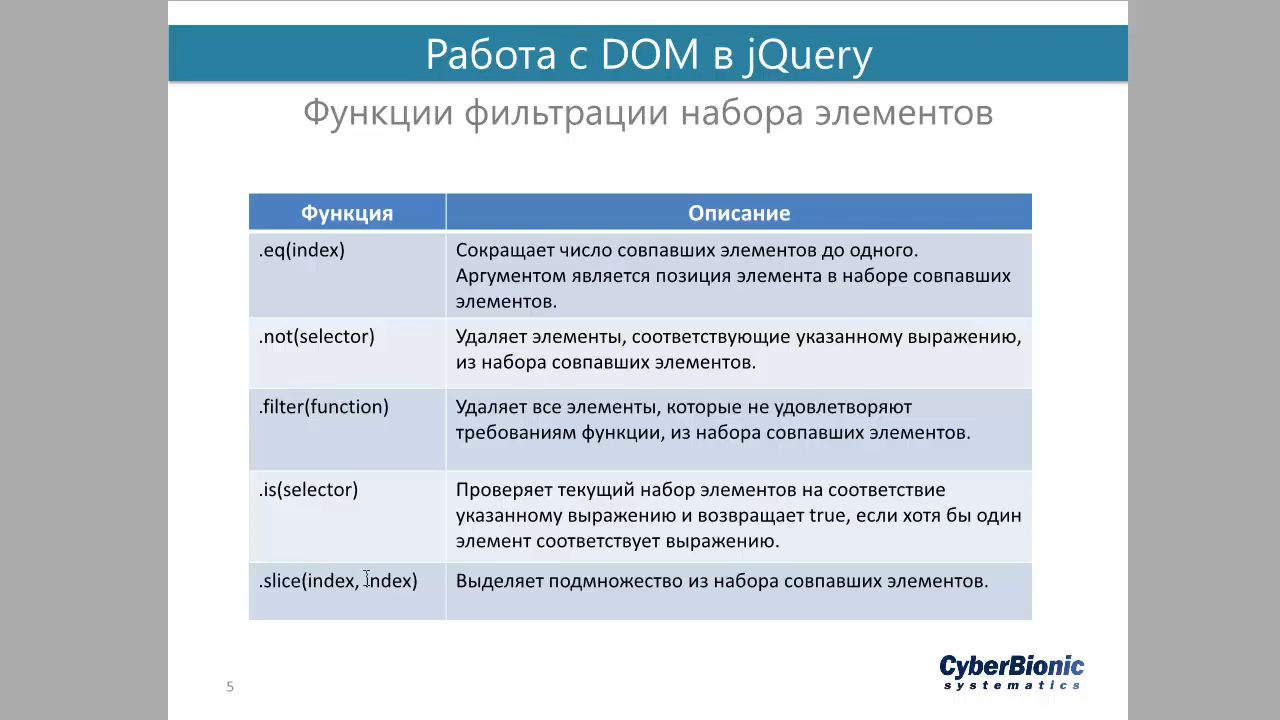 Работа с DOM в jQuery
Функции фильтрации набора элементов
Функция
Описание
.eq(index)
Сокращает число совпавших элементов до одного.
Аргументом является позиция элемента в наборе совпавших
элементов.
.not(selector)
Удаляет элементы, соответствующие указанному выражению,
из набора совпавших элементов.
.filter(function)
Удаляет все элементы, которые не удовлетворяют
требованиям функции, из набора совпавших элементов.
.is(selector)
Проверяет текущий набор элементов на соответствие
указанному выражению и возвращает true, если хотя бы один
элемент соответствует выражению.
.slice(index, index)
Выделяет подмножество из набора совпавших элементов.
CyberBionic
systematics
5